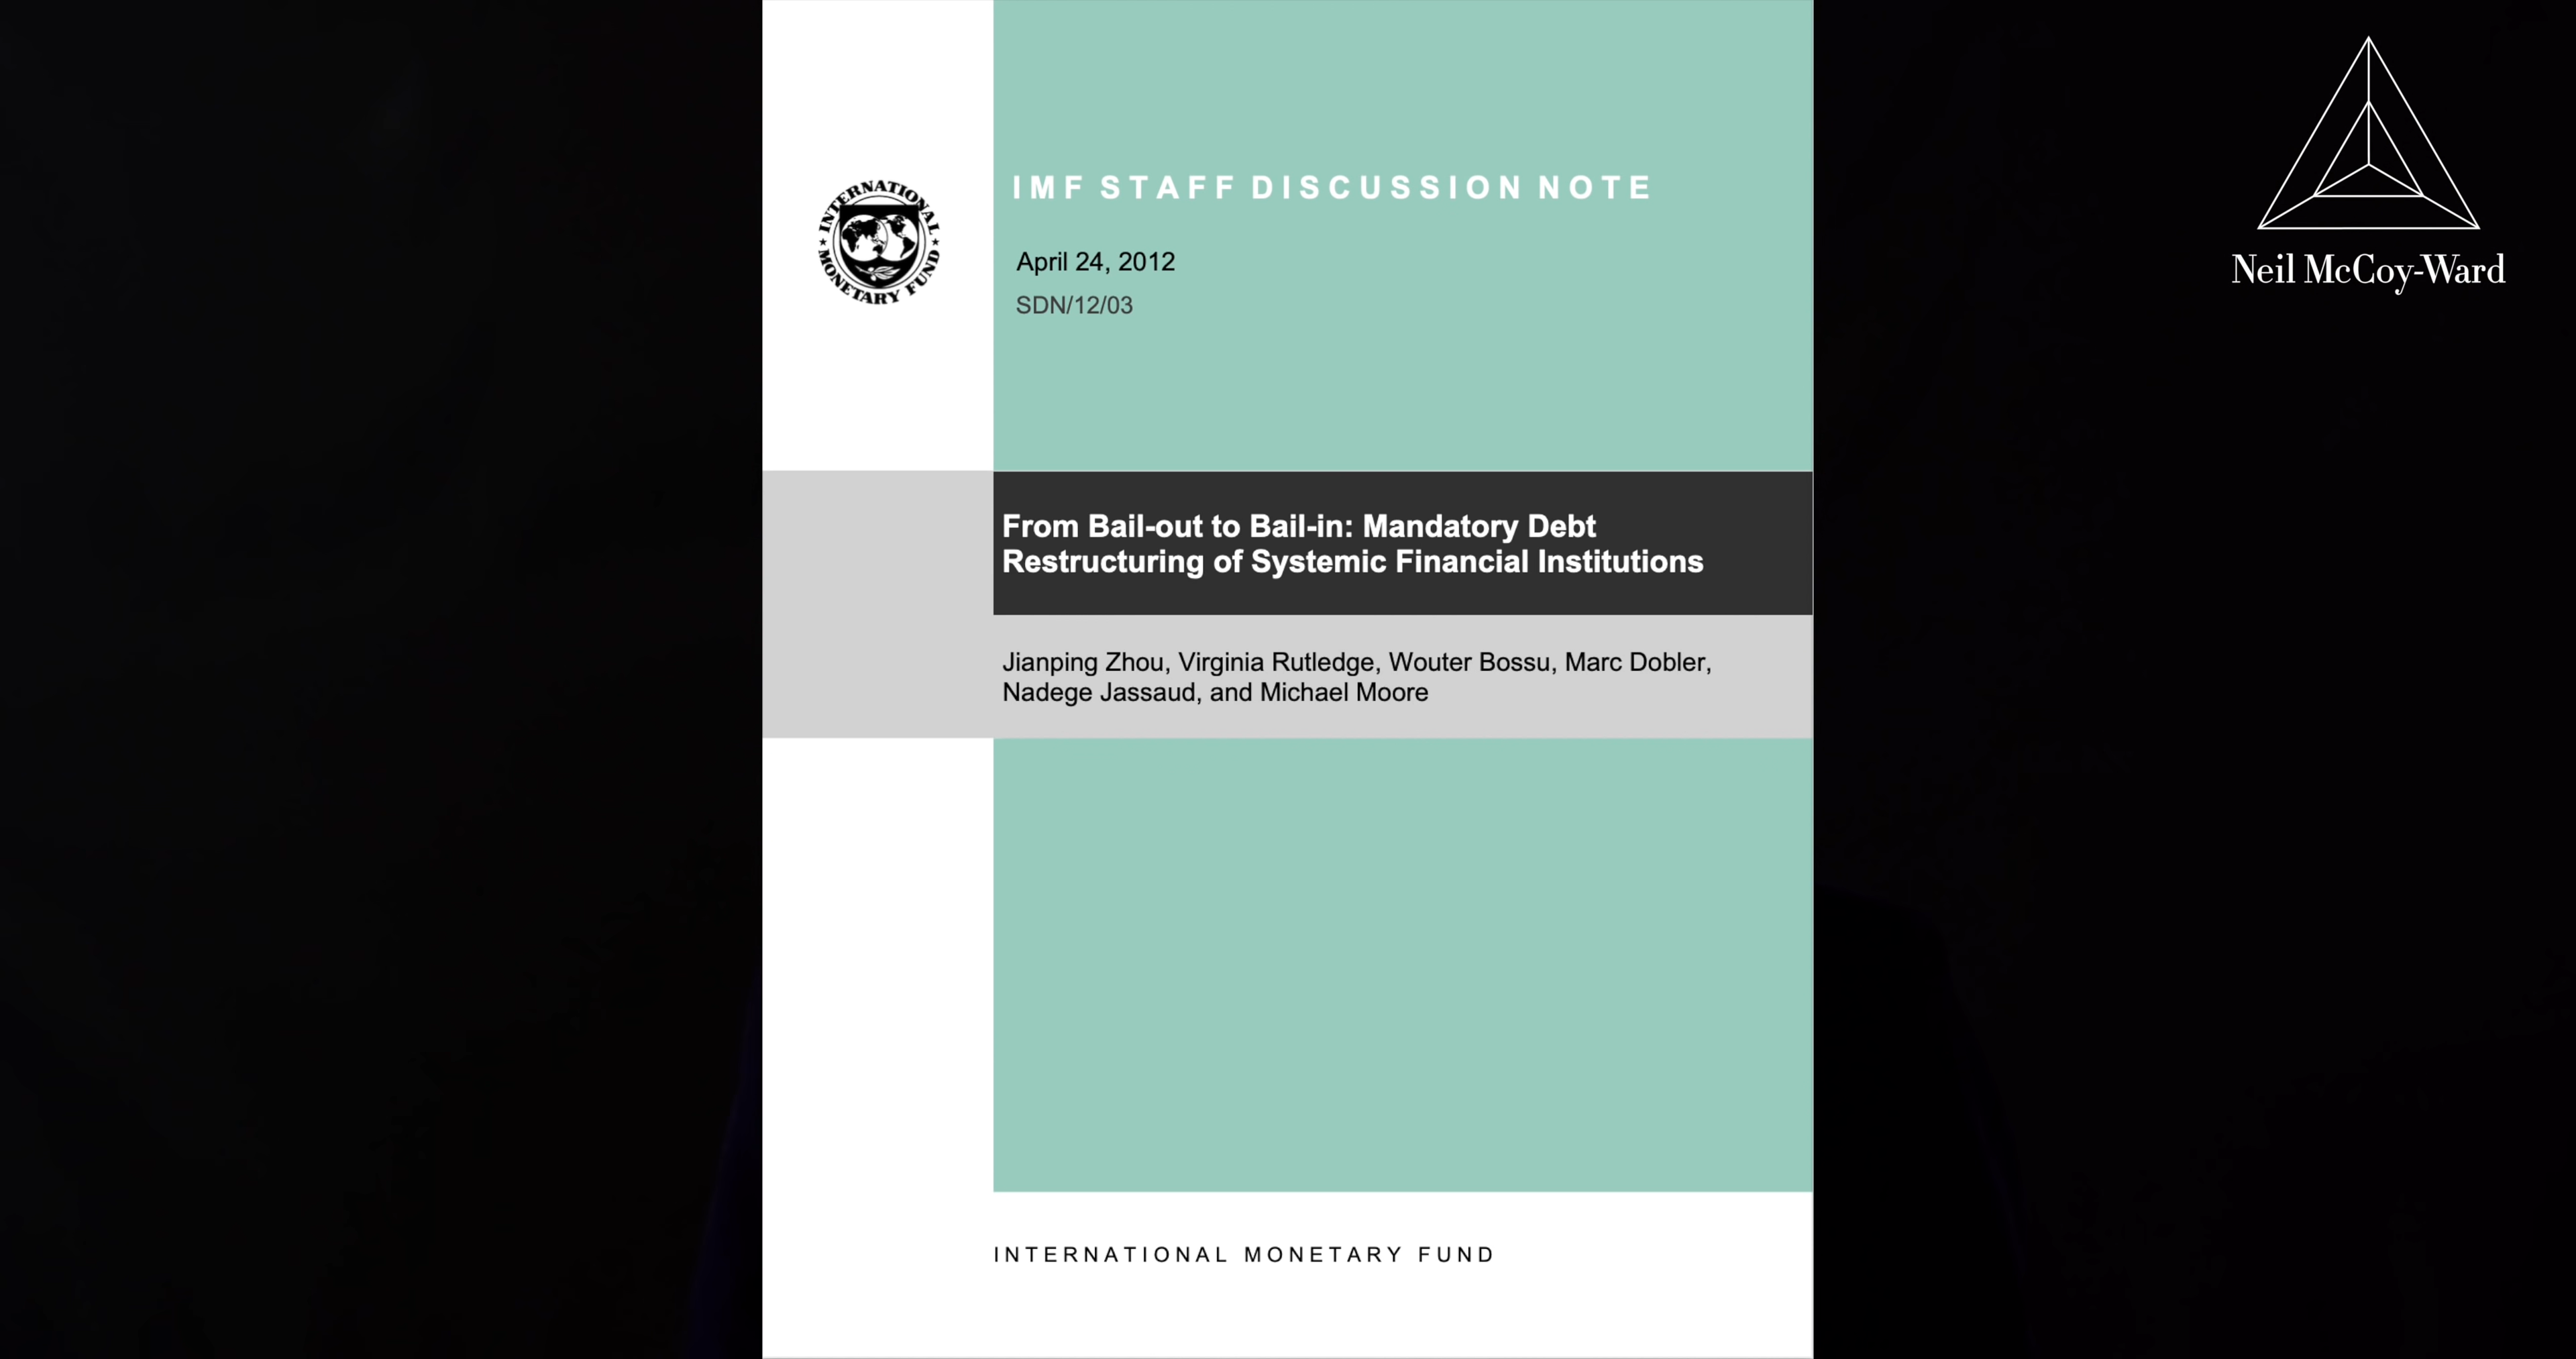 INTERNATIONAL MONETARY FUND
IMF STAFF DISCUSSION NOTE
April 24, 2012
SDN/12/03
From Bail-out to Bail-in: Mandatory Debt
Restructuring of Systemic Financial Institutions
Jianping Zhou, Virginia Rutledge, Wouter Bossu, Marc Dobler,
Nadege Jassaud, and Michael Moore
INTERNATIONAL MONETARY FUND
Neil McCoy-Ward